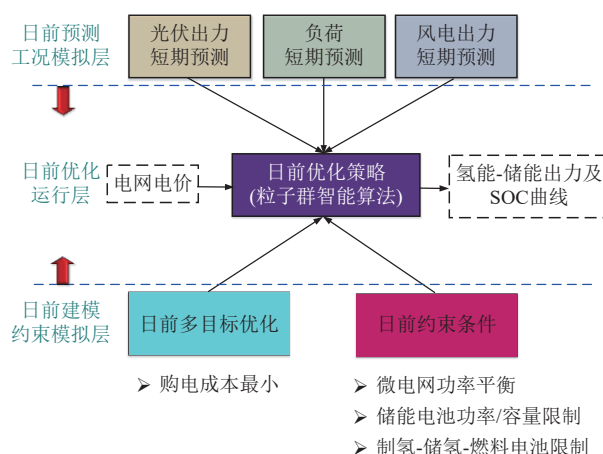 日前预测
工况模拟层
光伏出力
短期预测
负荷
短期预测
风电出力
短期预测
日前优化
运行层
电网电价
日前优化策略
(粒子群智能算法)
氢能-储能出力及
SOC曲线
日前建模
约束模拟层
日前多目标优化
日前约束条件
➢ 购电成本最小
➢ 微电网功率平衡
➢ 储能电池功率/容量限制
➢ 制氢-储氢-燃料电池限制